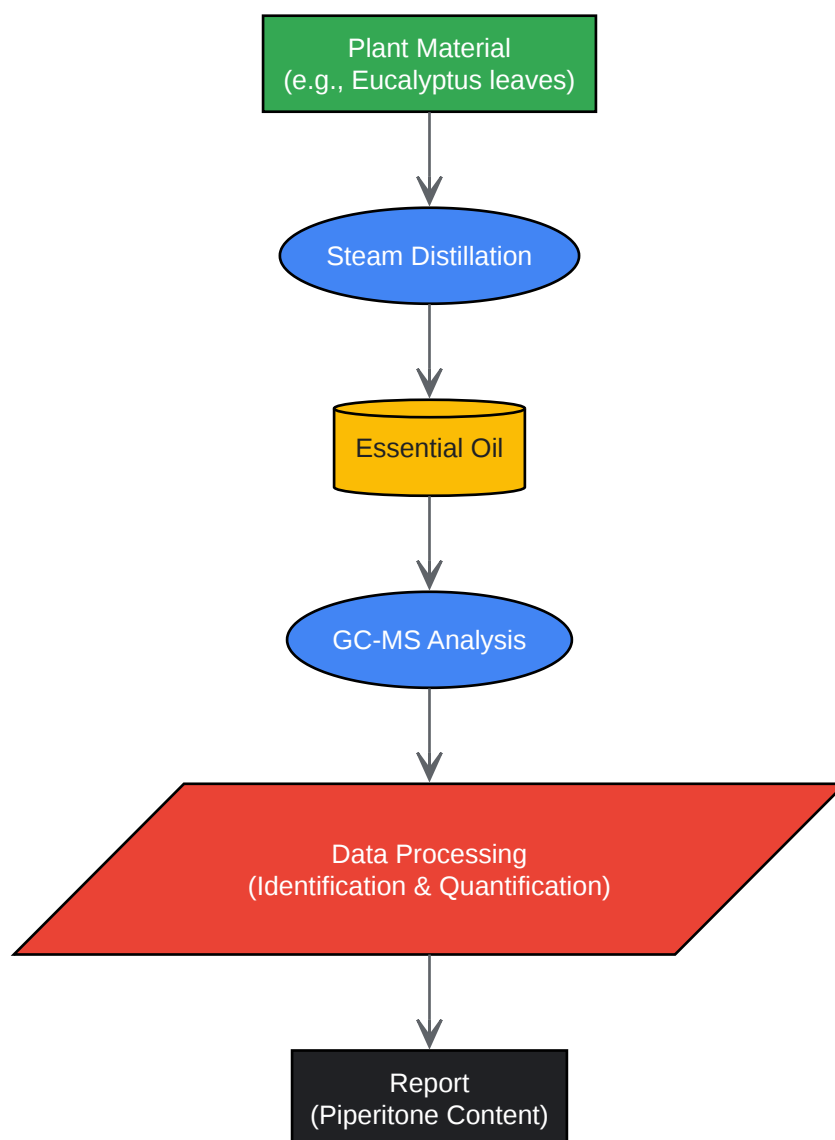 Plant Material
(e.g., Eucalyptus leaves)
Steam Distillation
Essential Oil
GC-MS Analysis
Data Processing
(Identification & Quantification)
Report
(Piperitone Content)